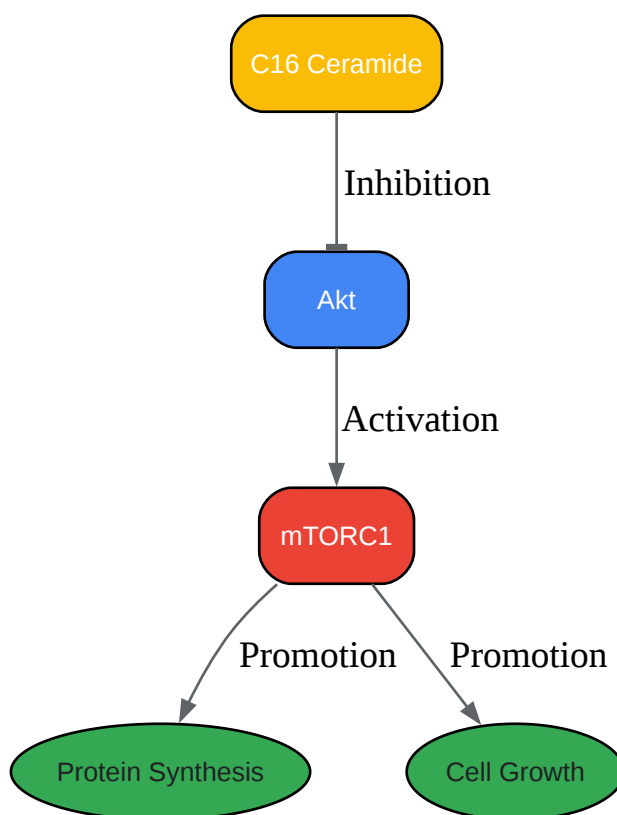 C16 Ceramide
Inhibition
Akt
Activation
mTORC1
Promotion
Promotion
Protein Synthesis
Cell Growth